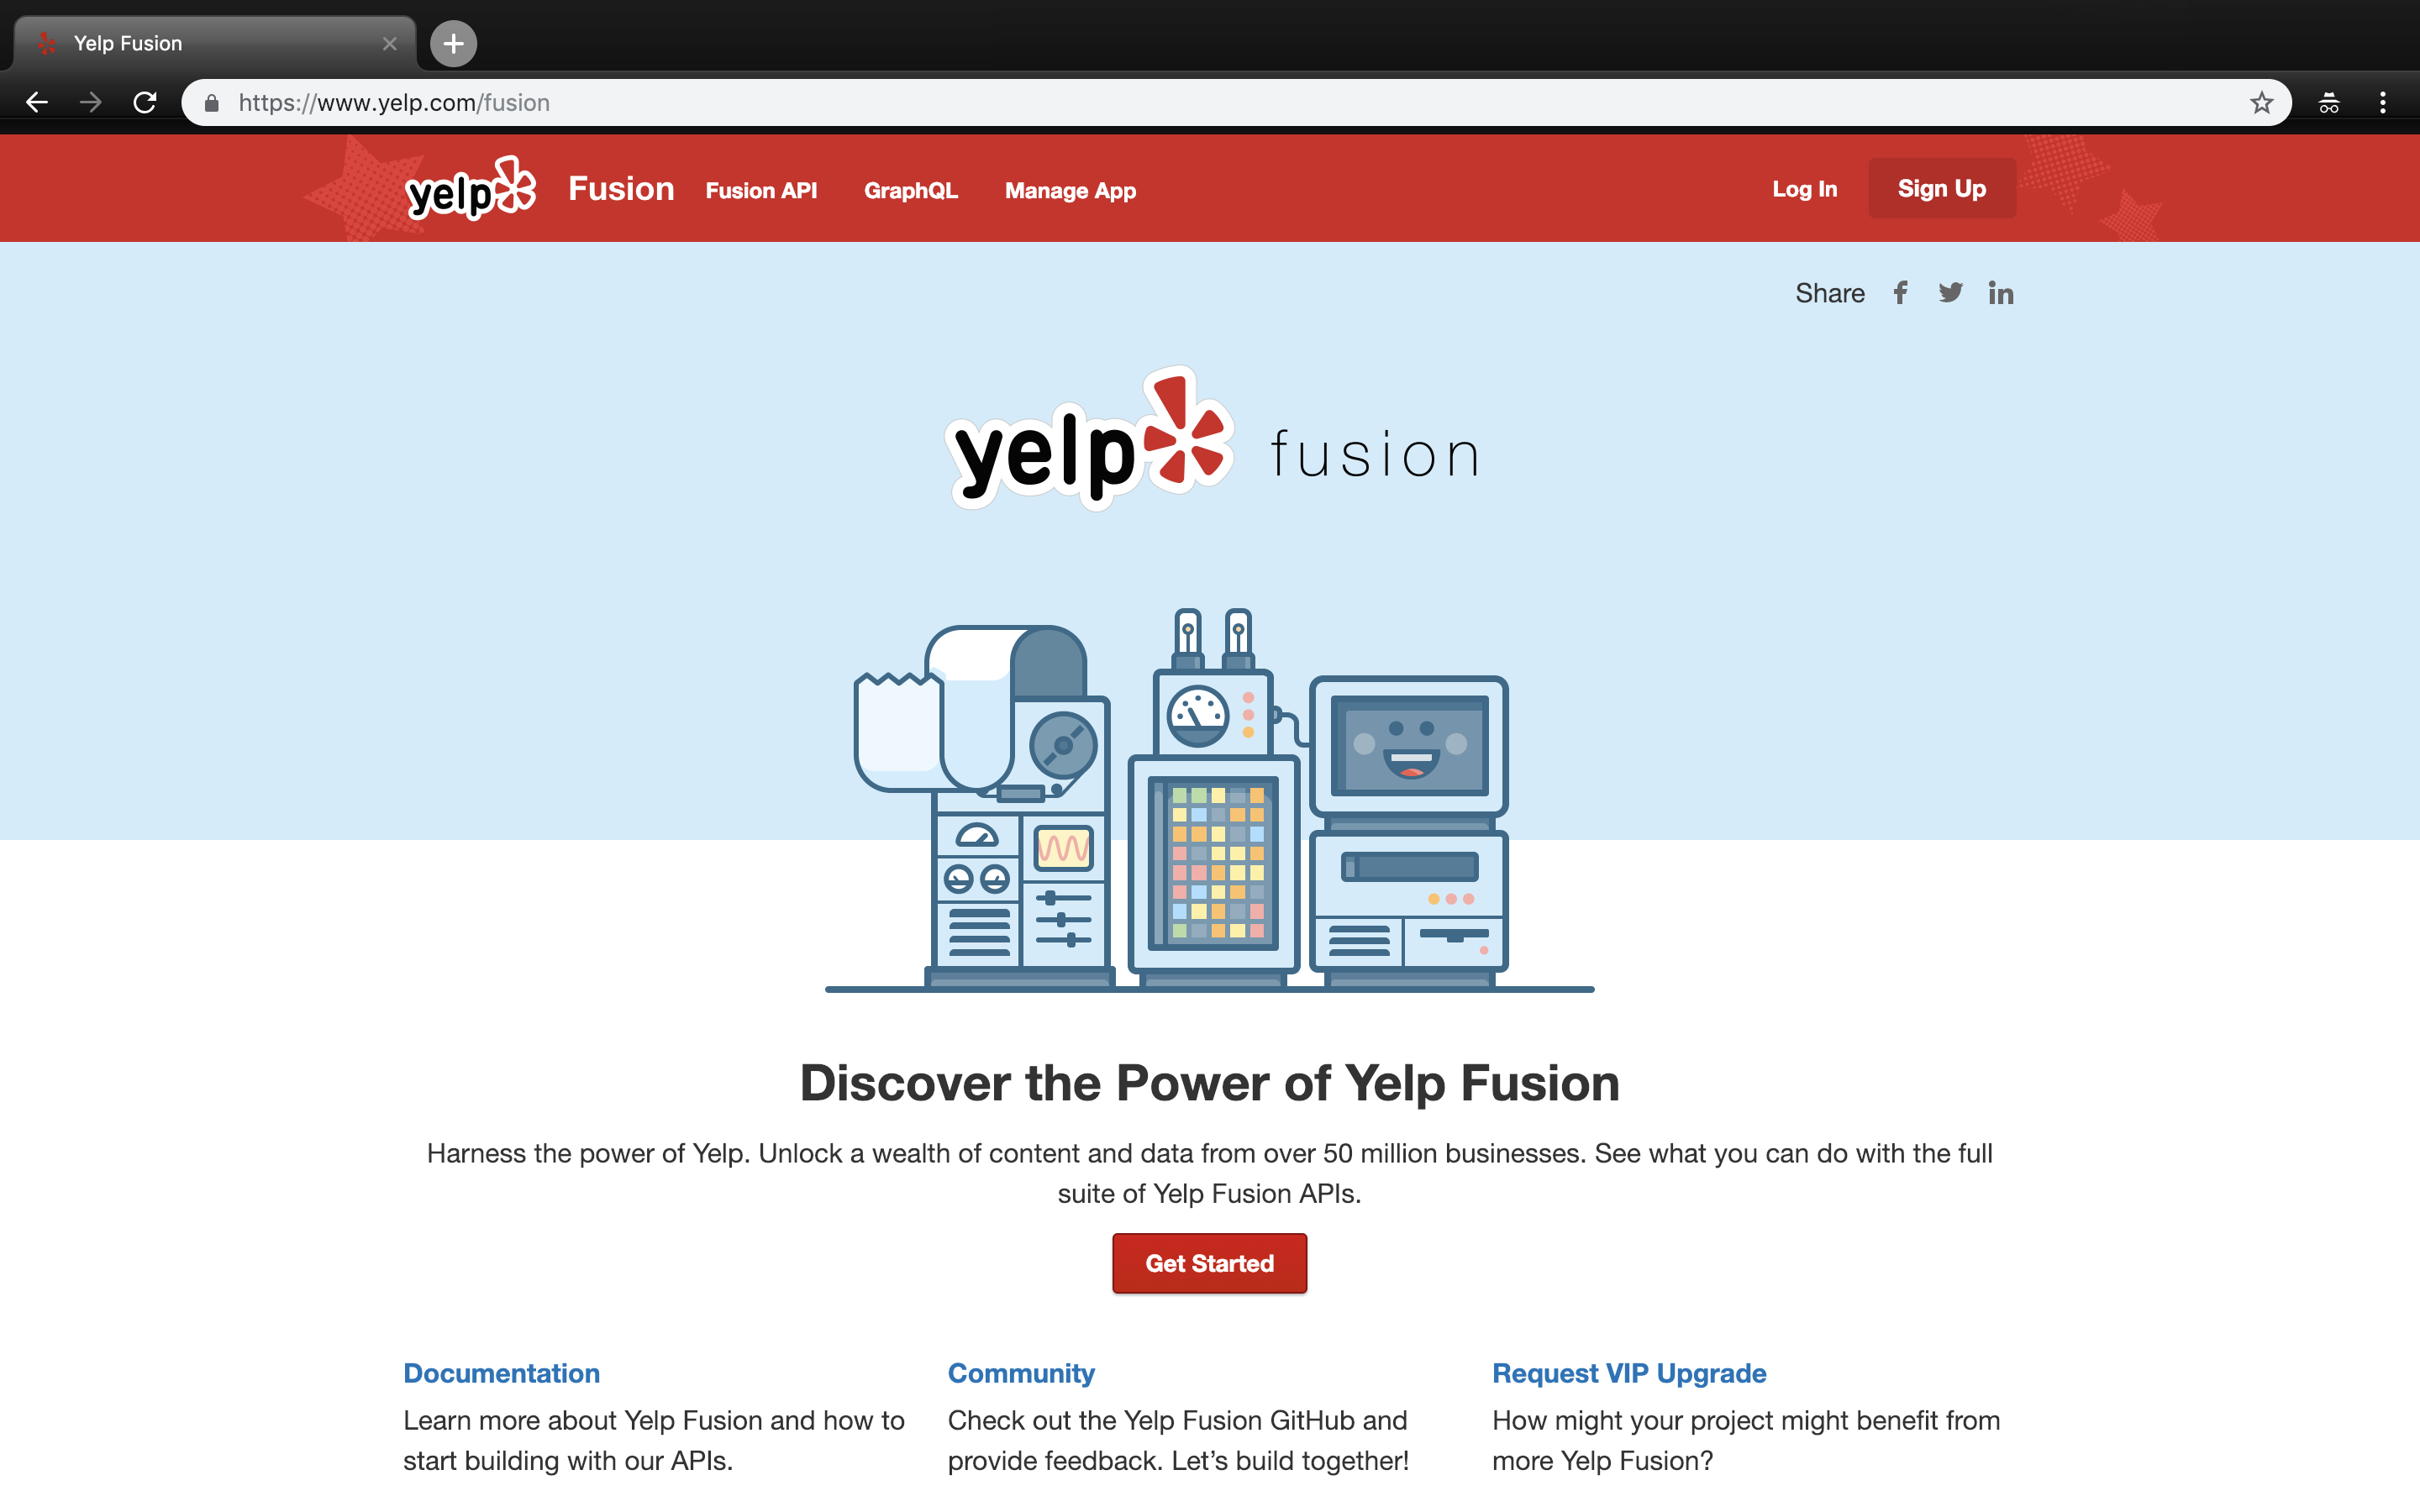 Yelp Fusion
https://www.yelp.com/fusion
yelp Fusion Fusion API GraphQL Manage App Log In Sign Up
Share
yelp fusion
Discover the Power of Yelp Fusion
Harness the power of Yelp. Unlock a wealth of content and data from over 50 million businesses. See what you can do with the full
suite of Yelp Fusion APIs.
Get Started
Documentation
Learn more about Yelp Fusion and how to
start building with our APIs.
Community
Check out the Yelp Fusion GitHub and
provide feedback. Let’s build together!
Request VIP Upgrade
How might your project might benefit from
more Yelp Fusion?